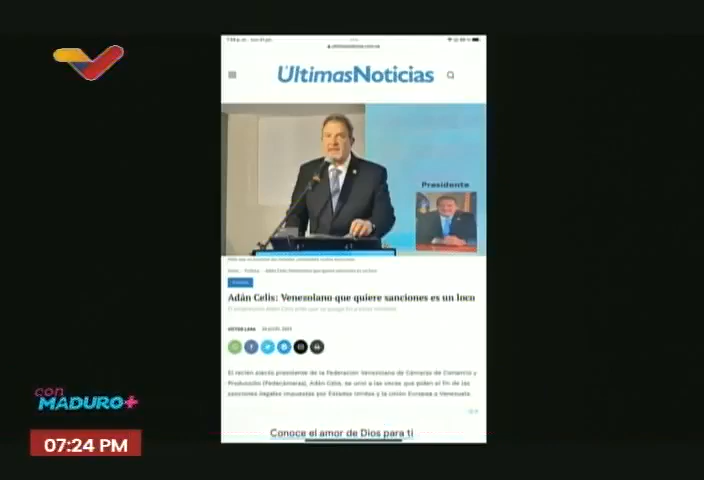 ultimasnoticias.com.ve
ÚltimasNoticias
Presidente
Adán Celis: Venezolano que quiere sanciones es un loco
El recién electo presidente de la Federación Venezolana de Cámaras de Comercio y
Producción (Fedecámaras), Adán Celis, se unió a las voces que piden el fin de las
sanciones ilegales impuestas por Estados Unidos y la Unión Europea a Venezuela.
Conoce el amor de Dios para ti
con
MADURO+
07:24 PM